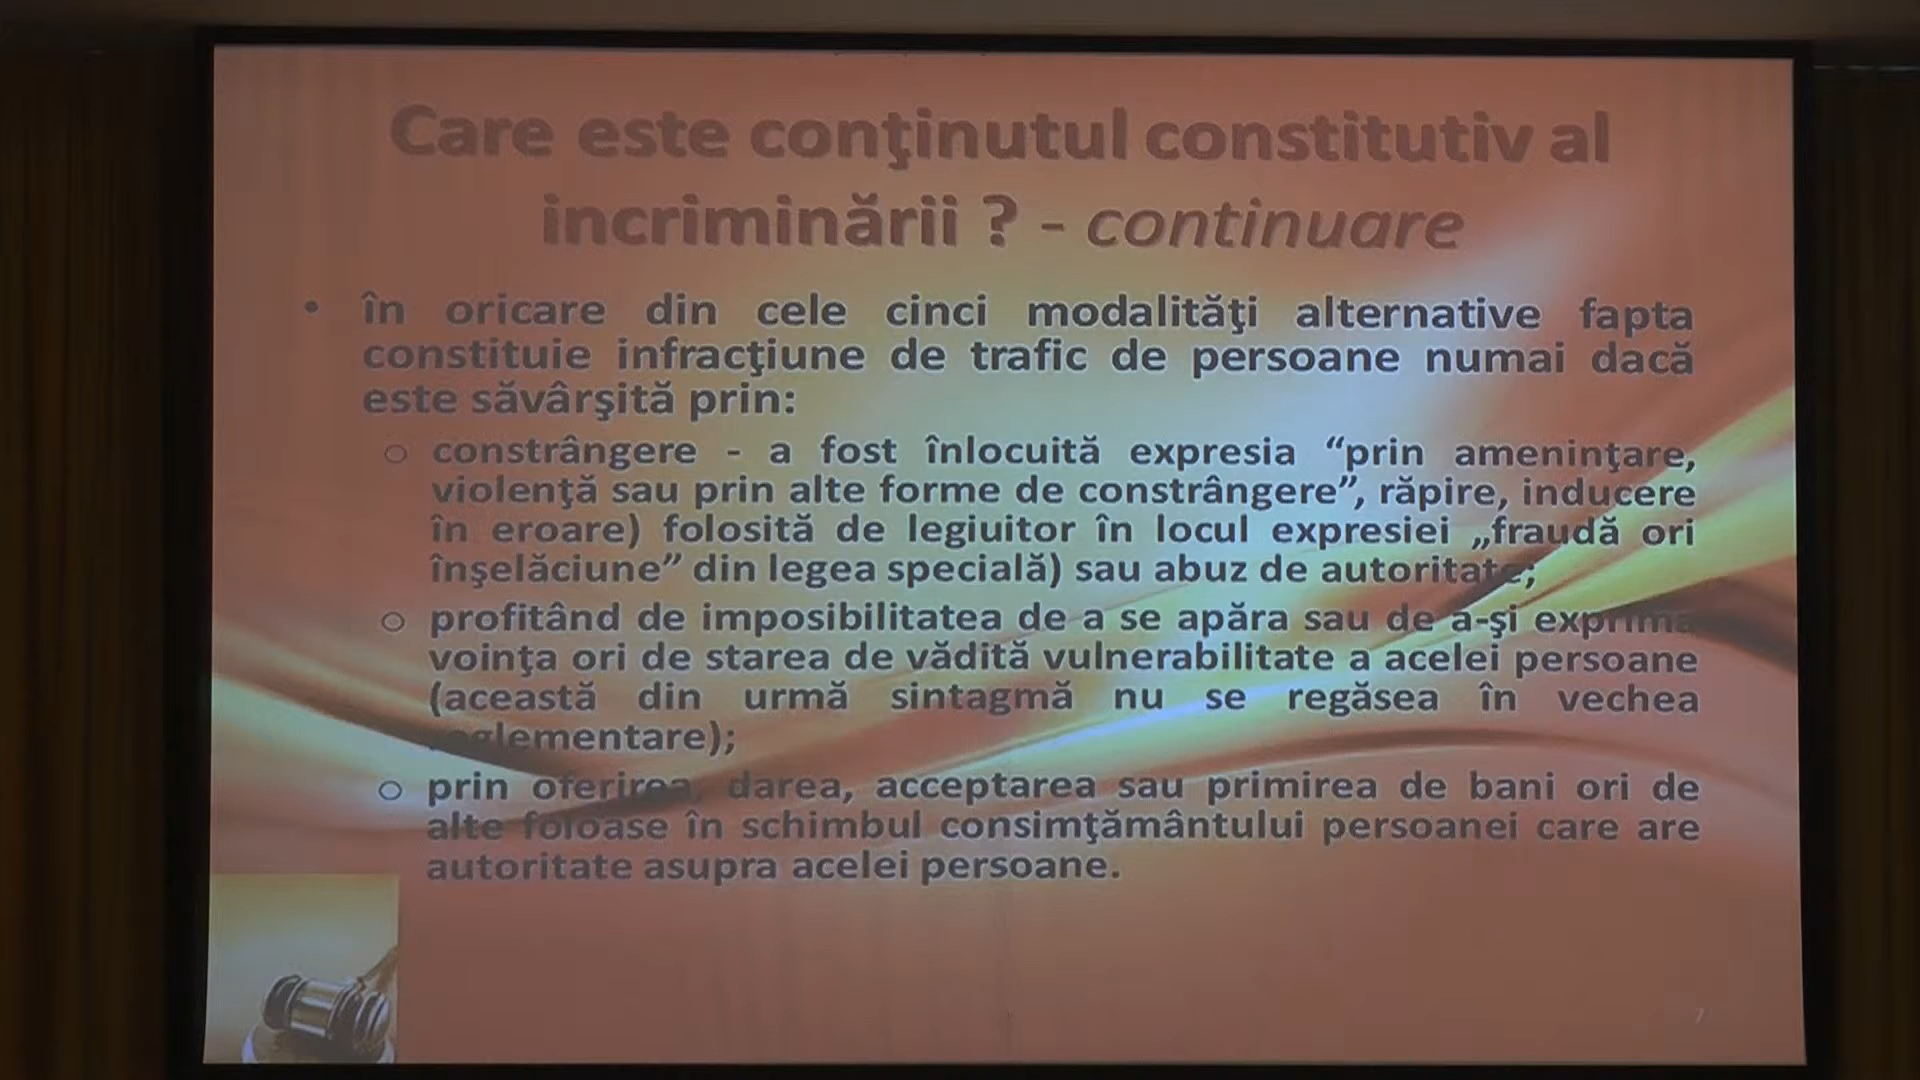 Care este conţinutul constitutiv al
incriminării ? - continuare
• în oricare din cele cinci modalităţi alternative fapta
constituie infracţiune de trafic de persoane numai dacă
este săvârşită prin:
o constrângere - a fost înlocuită expresia “prin ameninţare,
violenţă sau prin alte forme de constrângere”, răpire, inducere
în eroare) folosită de legiuitor în locul expresiei „fraudă ori
înşelăciune” din legea specială) sau abuz de autoritate;
o profitând de imposibilitatea de a se apăra sau de a-şi exprima
voinţa ori de starea de vădită vulnerabilitate a acelei persoane
(această din urmă sintagmă nu se regăsea în vechea
reglementare);
o prin oferirea, darea, acceptarea sau primirea de bani ori de
alte foloase în schimbul consimţământului persoanei care are
autoritate asupra acelei persoane.